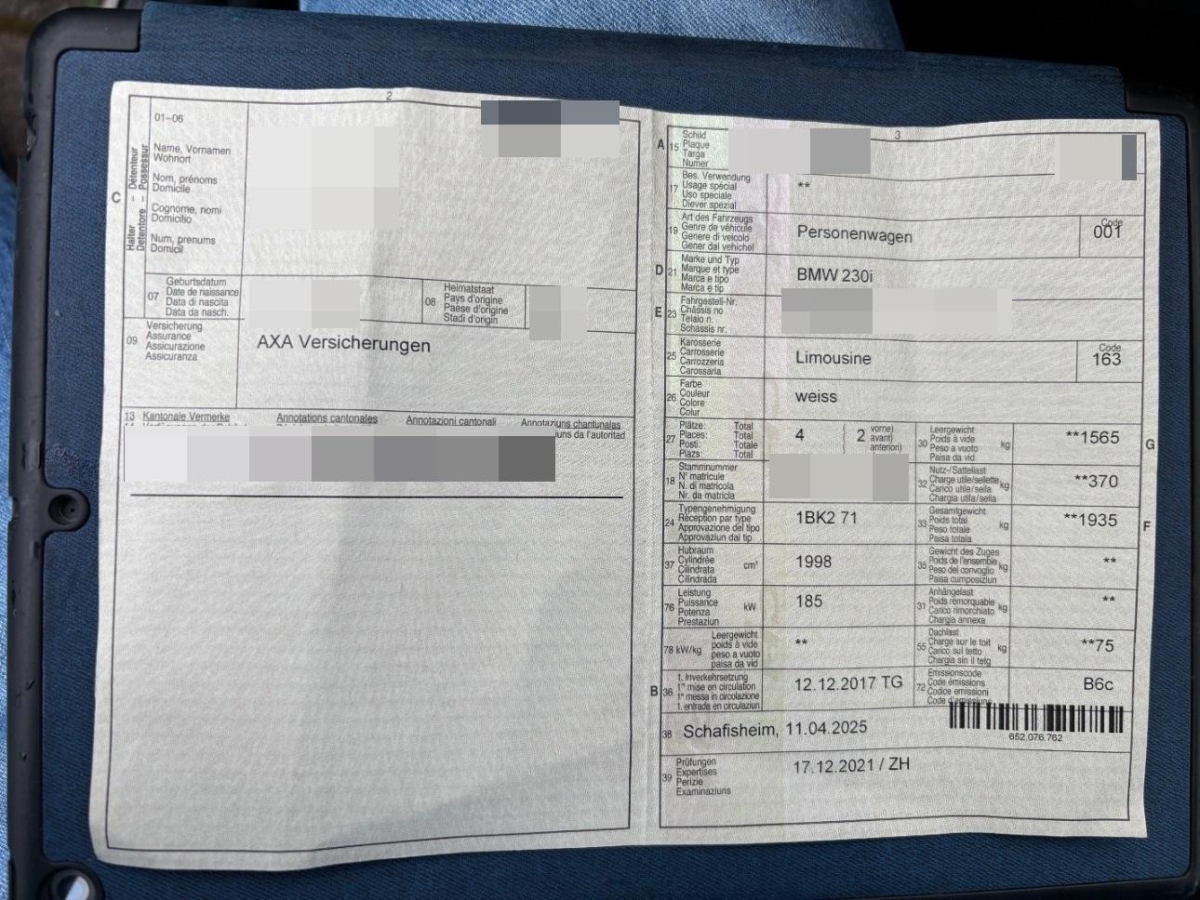 2
01-06
Name, Vornamen
Wohnort
Nom, prénoms
Domicile
Cognome, nomi
Domicilio
Num, prenums
Domicil
C
Halter - Détenteur
Detentore - Possessur
07
Geburtsdatum
Date de naissance
Data di nascita
Data da nasch.
08
Heimatstaat
Pays d'origine
Paese d'origine
Stadi d'origin
09
Versicherung
Assurance
Assicurazione
Assicuranza
AXA Versicherungen
13 Kantonale Vermerke Annotations cantonales Annotazioni cantonali Annotaziuns chantunalas
3
A 15
Schild
Plaque
Targa
Numer
17
Bes. Verwendung
Usage spécial
Uso speciale
Diever spezial
**
19
Art des Fahrzeugs
Genre de véhicule
Genere di veicolo
Gener dal vehichel
Personenwagen
Code
001
D 21
Marke und Typ
Marque et type
Marca e tipo
Marca e tip
BMW 230i
E 23
Fahrgestell-Nr.
Châssis no
Telaio n.
Schassis nr.
25
Karosserie
Carrosserie
Carrozzeria
Carossaria
Limousine
Code
163
26
Farbe
Couleur
Colore
Colur
weiss
27
Plätze: Total
Places: Total
Posti: Totale
Plazs: Total
4
( 2 vorne)
avant)
anteriori)
30
Leergewicht
Poids à vide
Peso a vuoto
Paisa da vid
kg
**1565
G
18
Stammnummer
N° matricule
N. di matricola
Nr. da matricla
32
Nutz-/Sattellast
Charge utile/sellette
Carico utile/sella
Chargia utila/sella
kg
**370
24
Typengenehmigung
Réception par type
Approvazione del tipo
Approvaziun dal tip
1BK2 71
33
Gesamtgewicht
Poids total
Peso totale
Paisa totala
kg
**1935
F
37
Hubraum
Cylindrée
Cilindrata
Cilindrada
cm³
1998
35
Gewicht des Zuges
Poids de l'ensemble
Peso del convoglio
Paisa cumposiziun
kg
**
76
Leistung
Puissance
Potenza
Prestaziun
kW
185
31
Anhängelast
Poids remorquable
Carico rimorchiato
Chargia annexa
kg
**
78 kW/kg
Leergewicht
poids à vide
peso a vuoto
paisa da vid
**
55
Dachlast
Charge sur le toit
Carico sul tetto
Chargia sin il tetg
kg
**75
B 36
1. Inverkehrsetzung
1re mise en circulation
1a messa in circolazione
1. entrada en circulaziun
12.12.2017 TG
72
Emissionscode
Code émissions
Codice emissioni
B6c
38
Schafisheim, 11.04.2025
652.076.762
39
Prüfungen
Expertises
Perizie
Examinaziuns
17.12.2021 / ZH